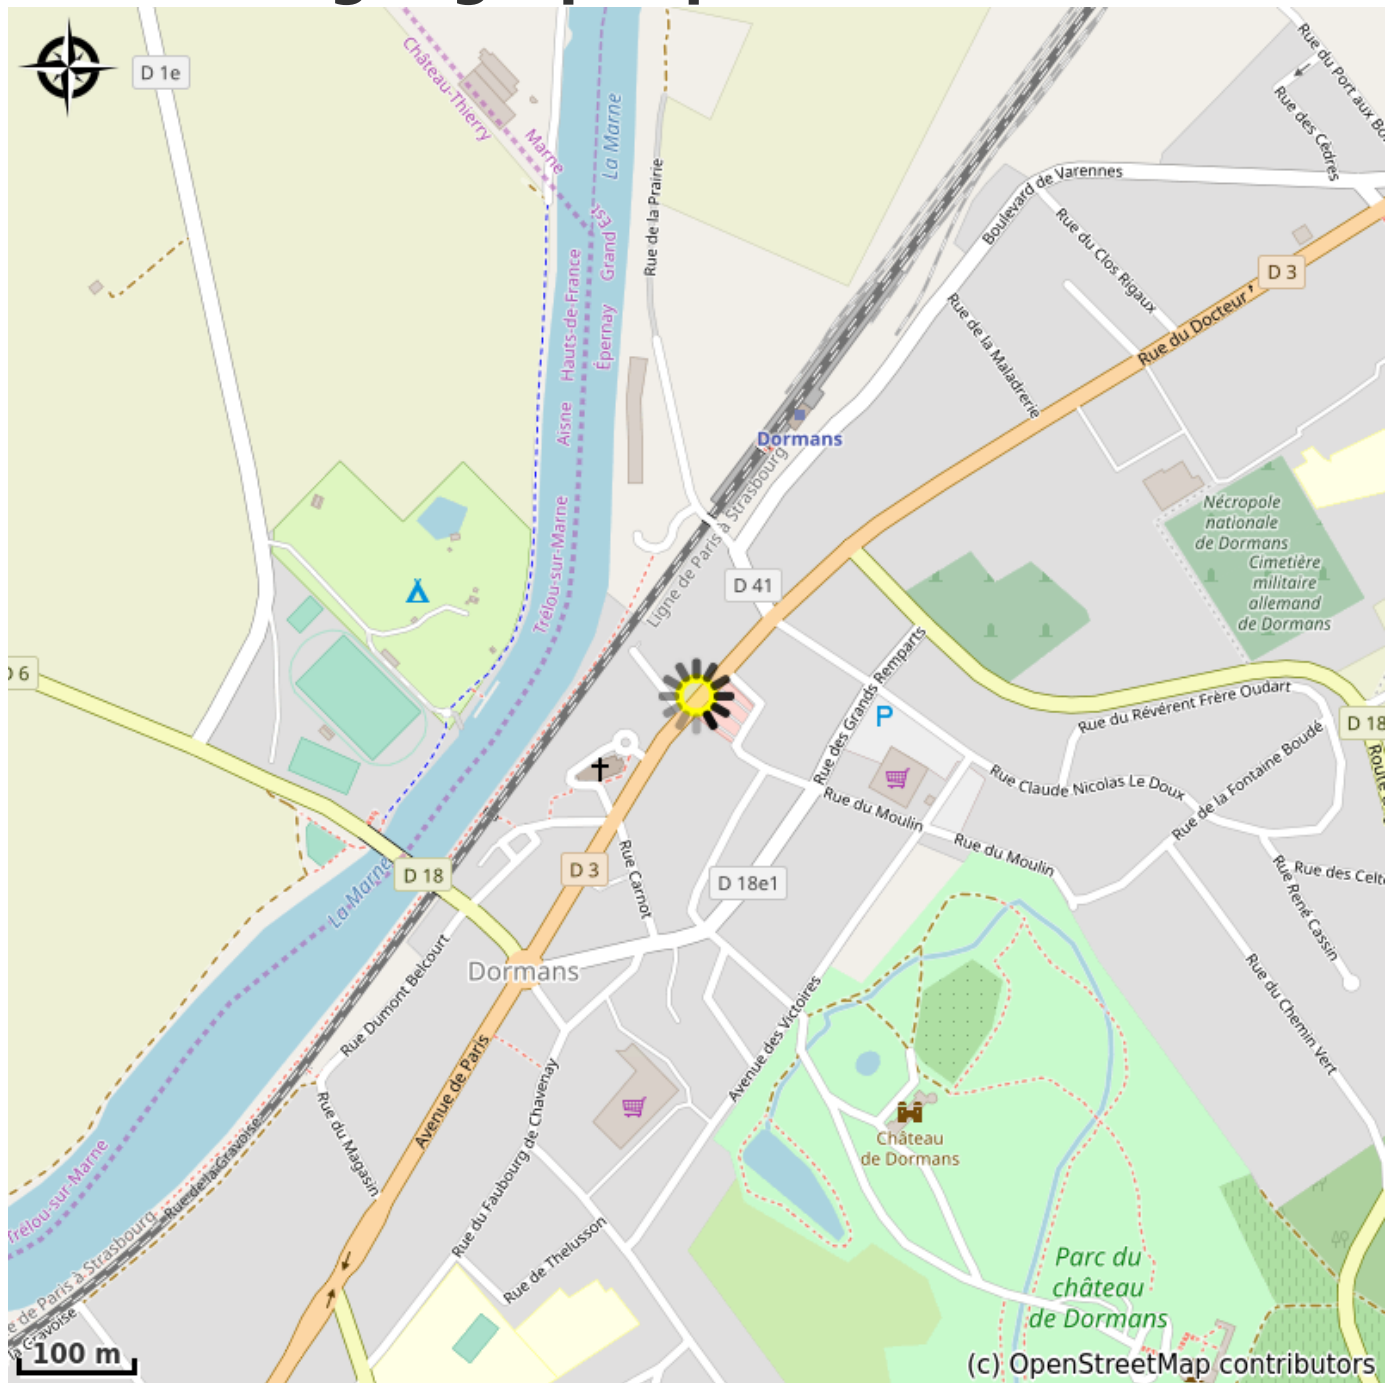 D 1e
Château-Thierry
Marne
La Marne
Rue de la Prairie
Grand Est
Hauts-de-France
Épernay
Aisne
Trélou-sur-Marne
Rue du Port aux
Rue des Cèdres
Boulevard de Varennes
Rue du Clos Rigaux
D 3
Rue du Docteur
Rue de la Maladrerie
Dormans
Ligne de Paris à Strasbourg
Nécropole
nationale
de Dormans
Cimetière
militaire
allemand
de Dormans
D 41
D 6
Rue des Grands Remparts
P
Rue du Révérent Frère Oudart
D 18
Rue Claude Nicolas Le Doux
Rue de la Fontaine Boudé
Rue du Moulin
Rue du Moulin
D 3
Rue Carnot
D 18e1
D 18
La Marne
Rue des Celt
Rue René Cassin
Rue du Chemin Vert
Dormans
Rue Dumont Belcourt
Avenue des Victoires
Avenue de Paris
Rue du Faubourg de Chavenay
Rue du Magasin
Rue de la Gravoise
Château
de Dormans
Trélou-sur-Marne
e de Paris à Strasbourg
Rue de Thelusson
Parc du
château
de Dormans
la Gravoise
100 m
(c) OpenStreetMap contributors